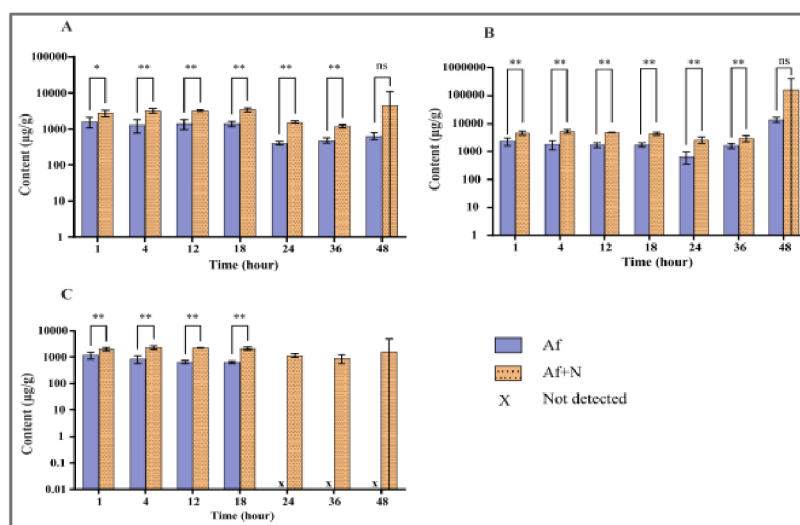 A
Content (μg/g)
100000
10000
1000
100
10
1
* ** ** ** ** ** ns
1 4 12 18 24 36 48
Time (hour)
B
Content (μg/g)
1000000
100000
10000
1000
100
10
1
** ** ** ** ** ** ns
1 4 12 18 24 36 48
Time (hour)
C
Content (μg/g)
10000
1000
100
10
1
0.1
0.01
** ** ** **
x x x
1 4 12 18 24 36 48
Time (hour)
Af
Af+N
X Not detected